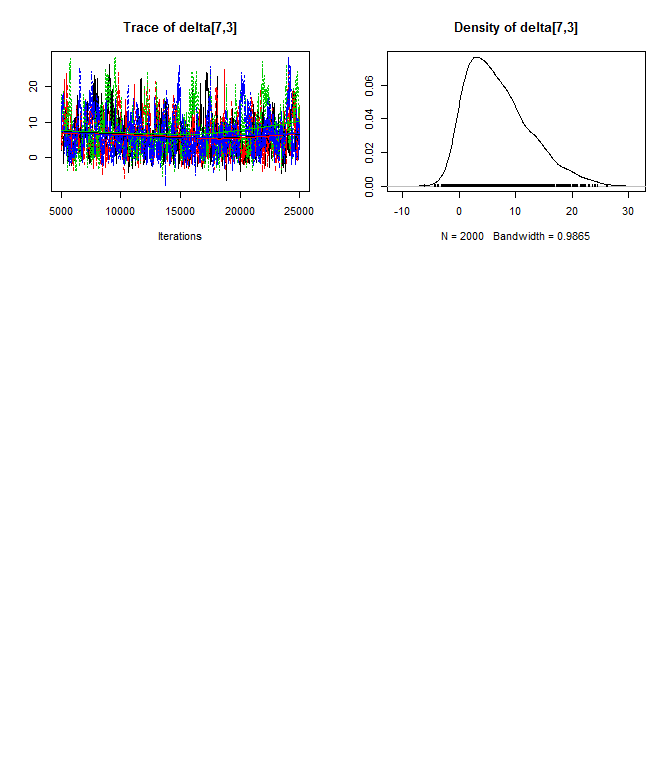 Trace of delta[7,3]
20
10
0
5000 10000 15000 20000 25000
Iterations
Density of delta[7,3]
0.06
0.04
0.02
0.00
-10 0 10 20 30
N = 2000 Bandwidth = 0.9865